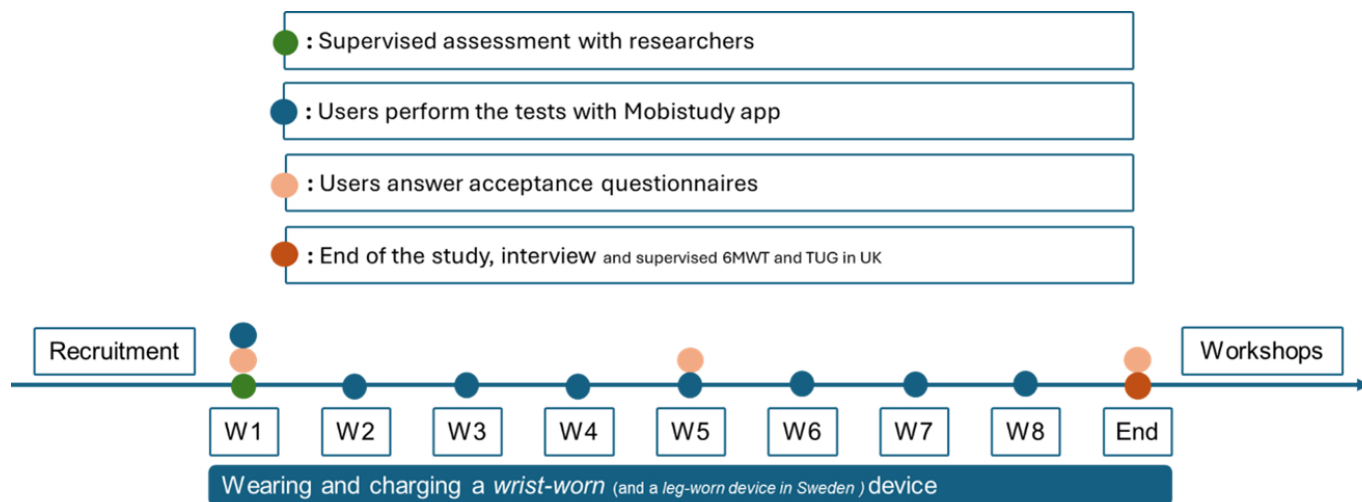 : Supervised assessment with researchers
: Users perform the tests with Mobistudy app
: Users answer acceptance questionnaires
: End of the study, interview and supervised 6MWT and TUG in UK
Recruitment
Workshops
W1 W2 W3 W4 W5 W6 W7 W8 End
Wearing and charging a wrist-worn (and a leg-worn device in Sweden ) device